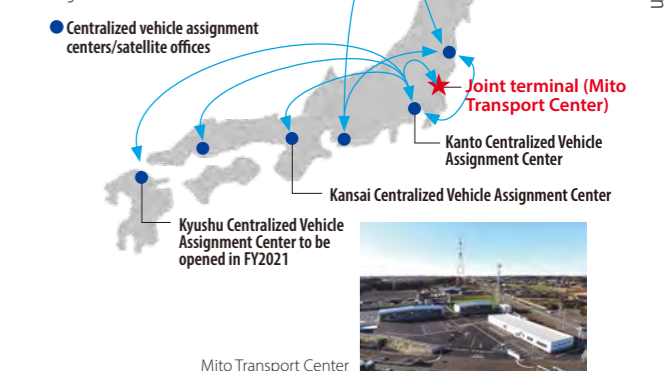 Centralized vehicle assignment
centers/satellite offices
Joint terminal (Mito
Transport Center)
Kanto Centralized Vehicle
Assignment Center
Kansai Centralized Vehicle Assignment Center
Kyushu Centralized Vehicle
Assignment Center to be
opened in FY2021
Mito Transport Center